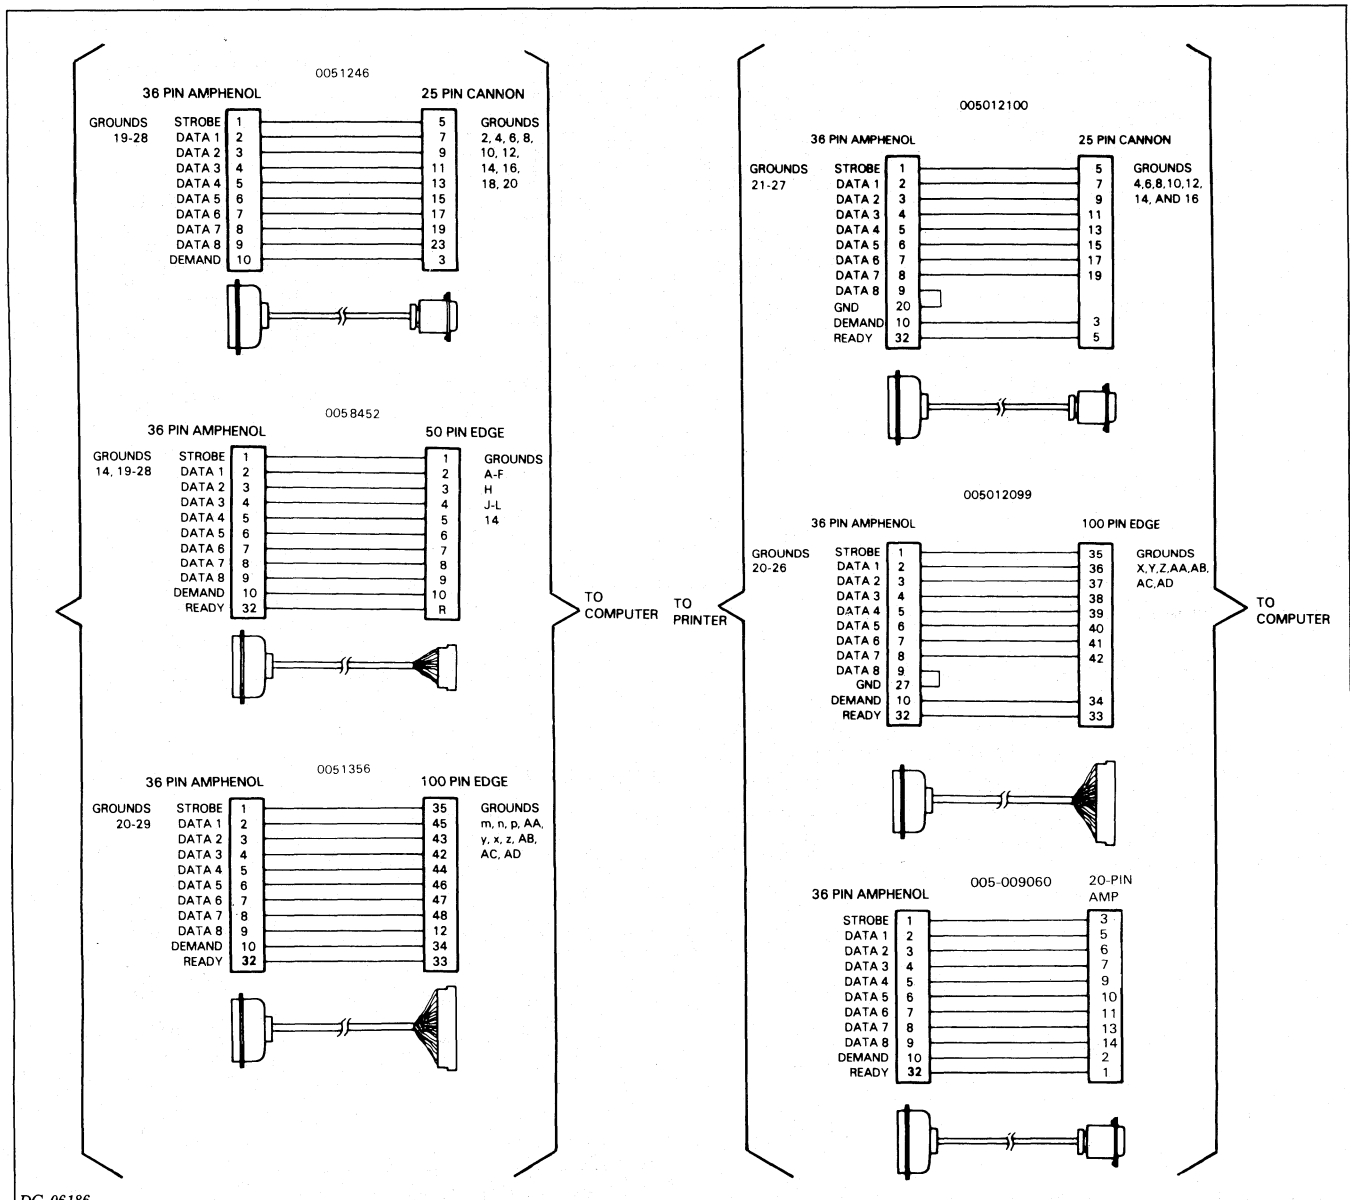 0051246
36 PIN AMPHENOL 25 PIN CANNON
GROUNDS STROBE 1 5 GROUNDS
19-28 DATA 1 2 7 2, 4, 6, 8,
DATA 2 3 9 10, 12,
DATA 3 4 11 14, 16,
DATA 4 5 13 18, 20
DATA 5 6 15
DATA 6 7 17
DATA 7 8 19
DATA 8 9 23
DEMAND 10 3
0058452
36 PIN AMPHENOL 50 PIN EDGE
GROUNDS STROBE 1 1 GROUNDS
14, 19-28 DATA 1 2 2 A-F
DATA 2 3 3 H
DATA 3 4 4 J-L
DATA 4 5 5 14
DATA 5 6 6
DATA 6 7 7
DATA 7 8 8
DATA 8 9 9
DEMAND 10 10
READY 32 R
0051356
36 PIN AMPHENOL 100 PIN EDGE
GROUNDS STROBE 1 35 GROUNDS
20-29 DATA 1 2 45 m, n, p, AA,
DATA 2 3 43 y, x, z, AB,
DATA 3 4 42 AC, AD
DATA 4 5 44
DATA 5 6 46
DATA 6 7 47
DATA 7 8 48
DATA 8 9 12
DEMAND 10 34
READY 32 33
TO
COMPUTER
TO
PRINTER
005012100
36 PIN AMPHENOL 25 PIN CANNON
GROUNDS STROBE 1 5 GROUNDS
21-27 DATA 1 2 7 4,6,8,10,12,
DATA 2 3 9 14, AND 16
DATA 3 4 11
DATA 4 5 13
DATA 5 6 15
DATA 6 7 17
DATA 7 8 19
DATA 8 9
GND 20
DEMAND 10 3
READY 32 5
005012099
36 PIN AMPHENOL 100 PIN EDGE
GROUNDS STROBE 1 35 GROUNDS
20-26 DATA 1 2 36 X,Y,Z,AA,AB,
DATA 2 3 37 AC,AD
DATA 3 4 38
DATA 4 5 39
DATA 5 6 40
DATA 6 7 41
DATA 7 8 42
DATA 8 9
GND 27
DEMAND 10 34
READY 32 33
005-009060 20-PIN
36 PIN AMPHENOL AMP
STROBE 1 3
DATA 1 2 5
DATA 2 3 6
DATA 3 4 7
DATA 4 5 9
DATA 5 6 10
DATA 6 7 11
DATA 7 8 13
DATA 8 9 14
DEMAND 10 2
READY 32 1
TO
COMPUTER
DG-06186